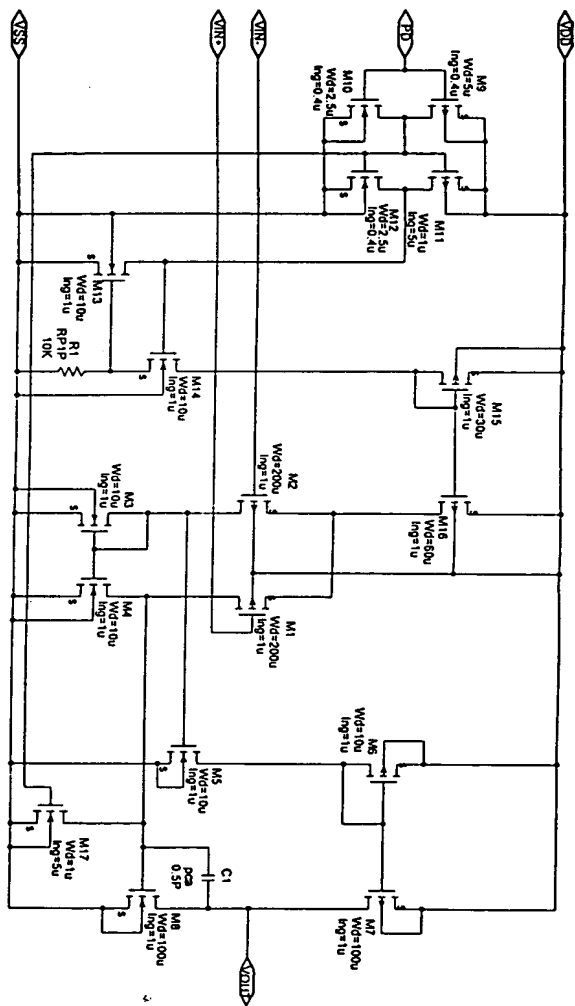 VSS
VIN+
VIN-
PD
VDD
M10
Wd=2.5u
lng=0.4u
M9
Wd=5u
lng=0.4u
S
S
M12
Wd=2.5u
lng=0.4u
M11
Wd=1u
lng=5u
S
S
M13
Wd=10u
lng=1u
S
R1
RP1P
10K
M14
Wd=10u
lng=1u
S
M15
Wd=30u
lng=1u
S
M16
Wd=60u
lng=1u
S
M2
Wd=200u
lng=1u
S
M1
Wd=200u
lng=1u
S
M3
Wd=10u
lng=1u
S
M4
Wd=10u
lng=1u
S
M5
Wd=10u
lng=1u
S
M6
Wd=10u
lng=1u
S
M17
Wd=1u
lng=5u
S
C1
pca
0.5P
M8
Wd=100u
lng=1u
S
M7
Wd=100u
lng=1u
S
VOUT